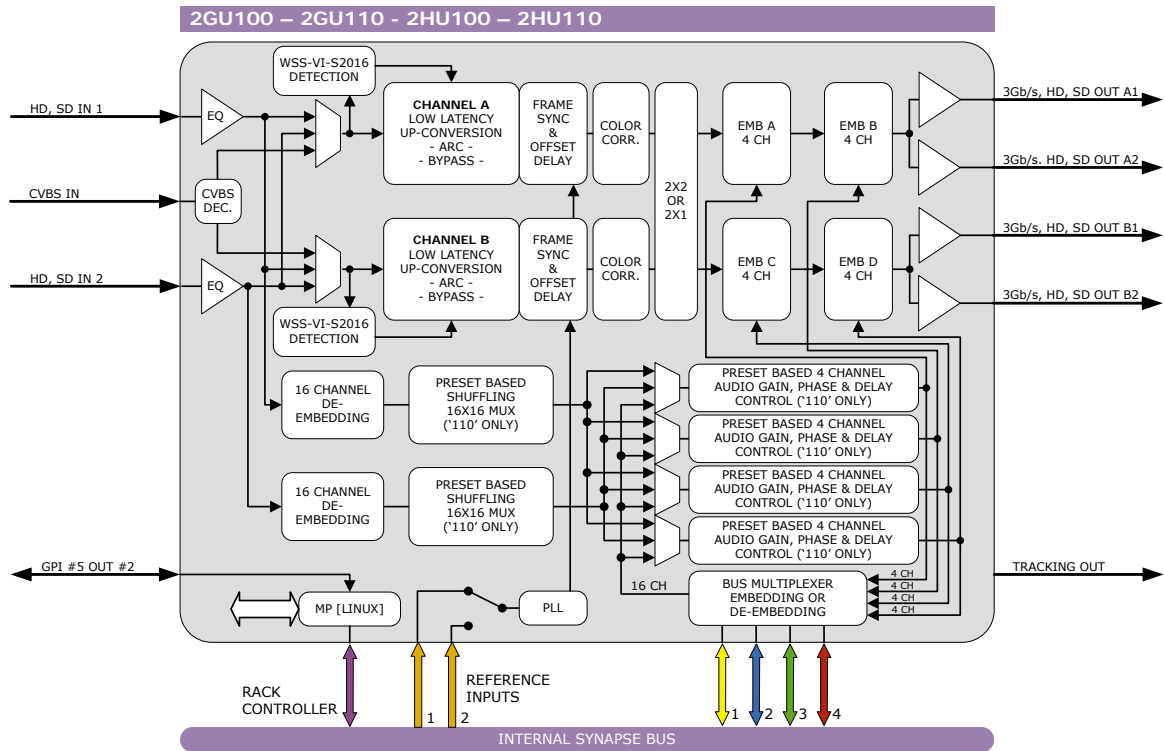 2GU100 – 2GU110 - 2HU100 – 2HU110
WSS-VI-S2016
DETECTION
HD, SD IN 1
EQ
CHANNEL A
LOW LATENCY
UP-CONVERSION
- ARC -
- BYPASS -
FRAME
SYNC
&
OFFSET
DELAY
COLOR
CORR.
EMB A
4 CH
EMB B
4 CH
3Gb/s, HD, SD OUT A1
3Gb/s. HD, SD OUT A2
CVBS IN
CVBS
DEC.
2X2
OR
2X1
HD, SD IN 2
EQ
CHANNEL B
LOW LATENCY
UP-CONVERSION
- ARC -
- BYPASS -
FRAME
SYNC
&
OFFSET
DELAY
COLOR
CORR.
EMB C
4 CH
EMB D
4 CH
3Gb/s, HD, SD OUT B1
3Gb/s, HD, SD OUT B2
WSS-VI-S2016
DETECTION
16 CHANNEL
DE-
EMBEDDING
PRESET BASED
SHUFFLING
16X16 MUX
(‘110’ ONLY)
PRESET BASED 4 CHANNEL
AUDIO GAIN, PHASE & DELAY
CONTROL (‘110’ ONLY)
PRESET BASED 4 CHANNEL
AUDIO GAIN, PHASE & DELAY
CONTROL (‘110’ ONLY)
16 CHANNEL
DE-
EMBEDDING
PRESET BASED
SHUFFLING
16X16 MUX
(‘110’ ONLY)
PRESET BASED 4 CHANNEL
AUDIO GAIN, PHASE & DELAY
CONTROL (‘110’ ONLY)
PRESET BASED 4 CHANNEL
AUDIO GAIN, PHASE & DELAY
CONTROL (‘110’ ONLY)
GPI #5 OUT #2
TRACKING OUT
MP [LINUX]
PLL
16 CH
BUS MULTIPLEXER
EMBEDDING OR
DE-EMBEDDING
4 CH
4 CH
4 CH
4 CH
RACK
CONTROLLER
REFERENCE
INPUTS
1
2
1
2
3
4
INTERNAL SYNAPSE BUS